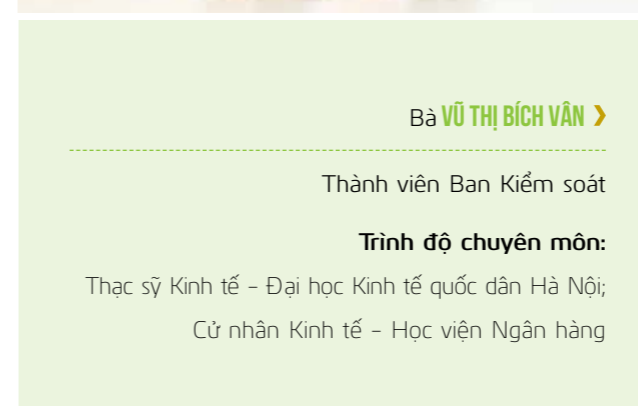 Bà VŨ THỊ BÍCH VÂN
Thành viên Ban Kiểm soát
Trình độ chuyên môn:
Thạc sỹ Kinh tế – Đại học Kinh tế quốc dân Hà Nội;
Cử nhân Kinh tế – Học viện Ngân hàng